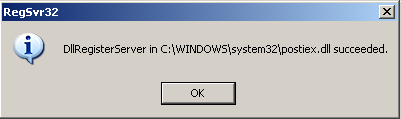 RegSvr32
DllRegisterServer in C:\WINDOWS\system32\postiex.dll succeeded.
OK